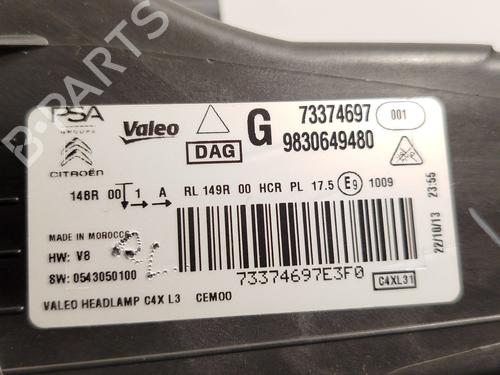 B-PARTS
PSA
GROUPE
CITROËN
Valeo
DAG
G
73374697
001
9830649480
148R 00 1 A RL 149R 00 HCR PL 17.5 E9 1009
MADE IN MOROCCO
HW: V8
SW: 0543050100
73374697E3F0
C4XL31
VALEO HEADLAMP C4X L3 CEM00
22/10/13 23:55